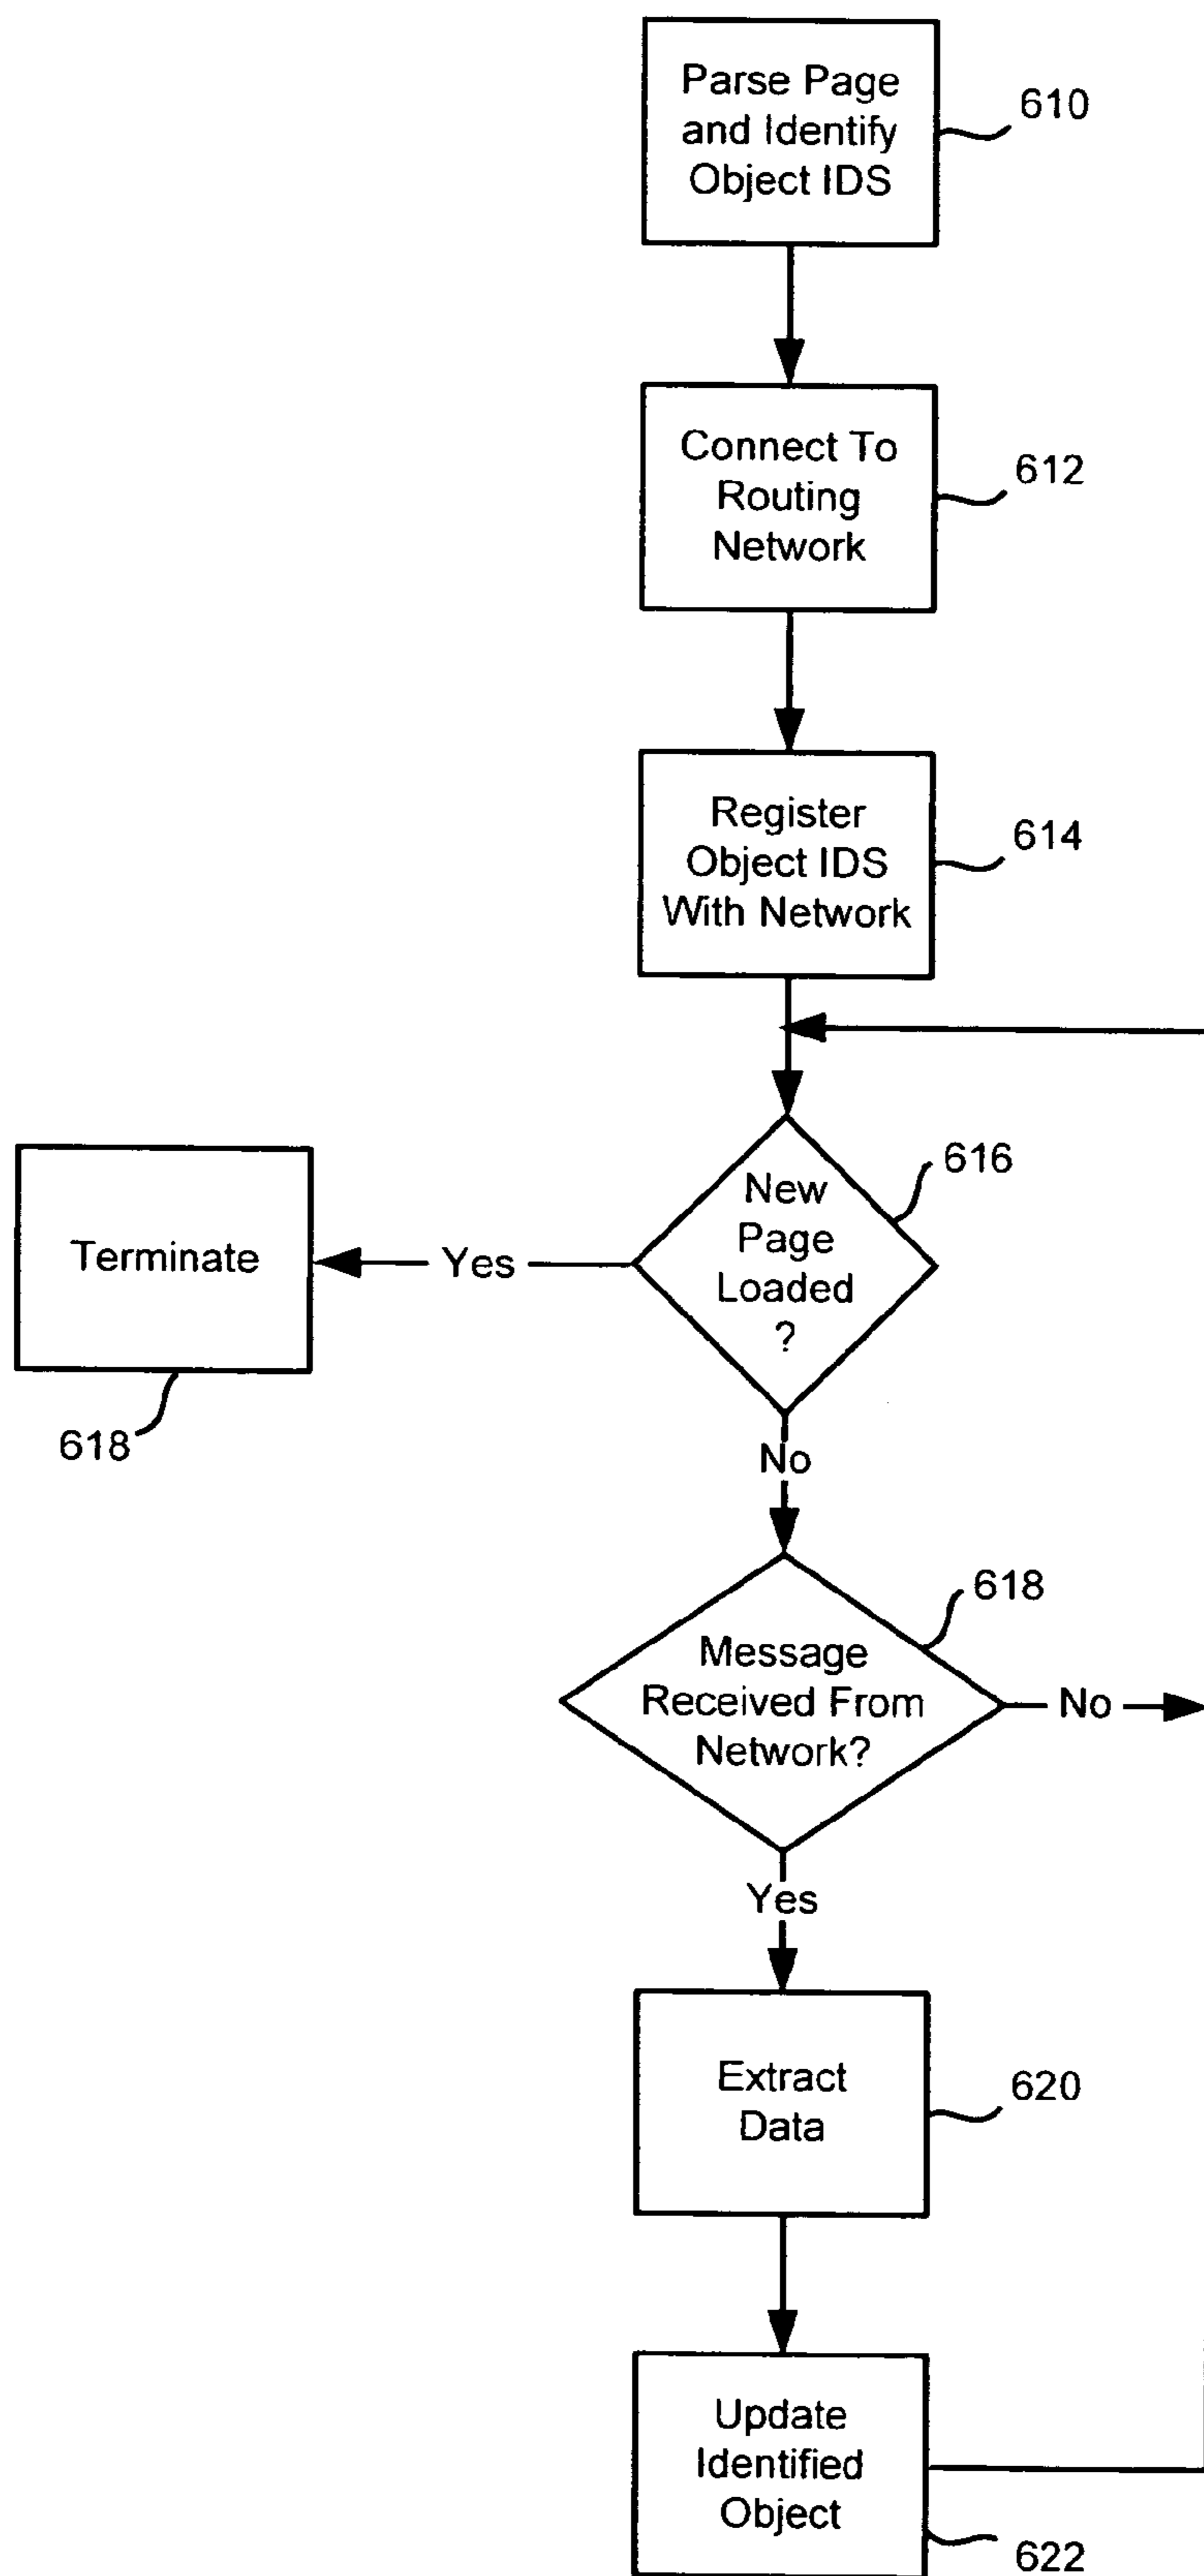 Parse Page
and Identify
Object IDS
610
Connect To
Routing
Network
612
Register
Object IDS
With Network
614
New
Page
Loaded
?
616
Yes
Terminate
618
No
Message
Received From
Network?
618
No
Yes
Extract
Data
620
Update
Identified
Object
622